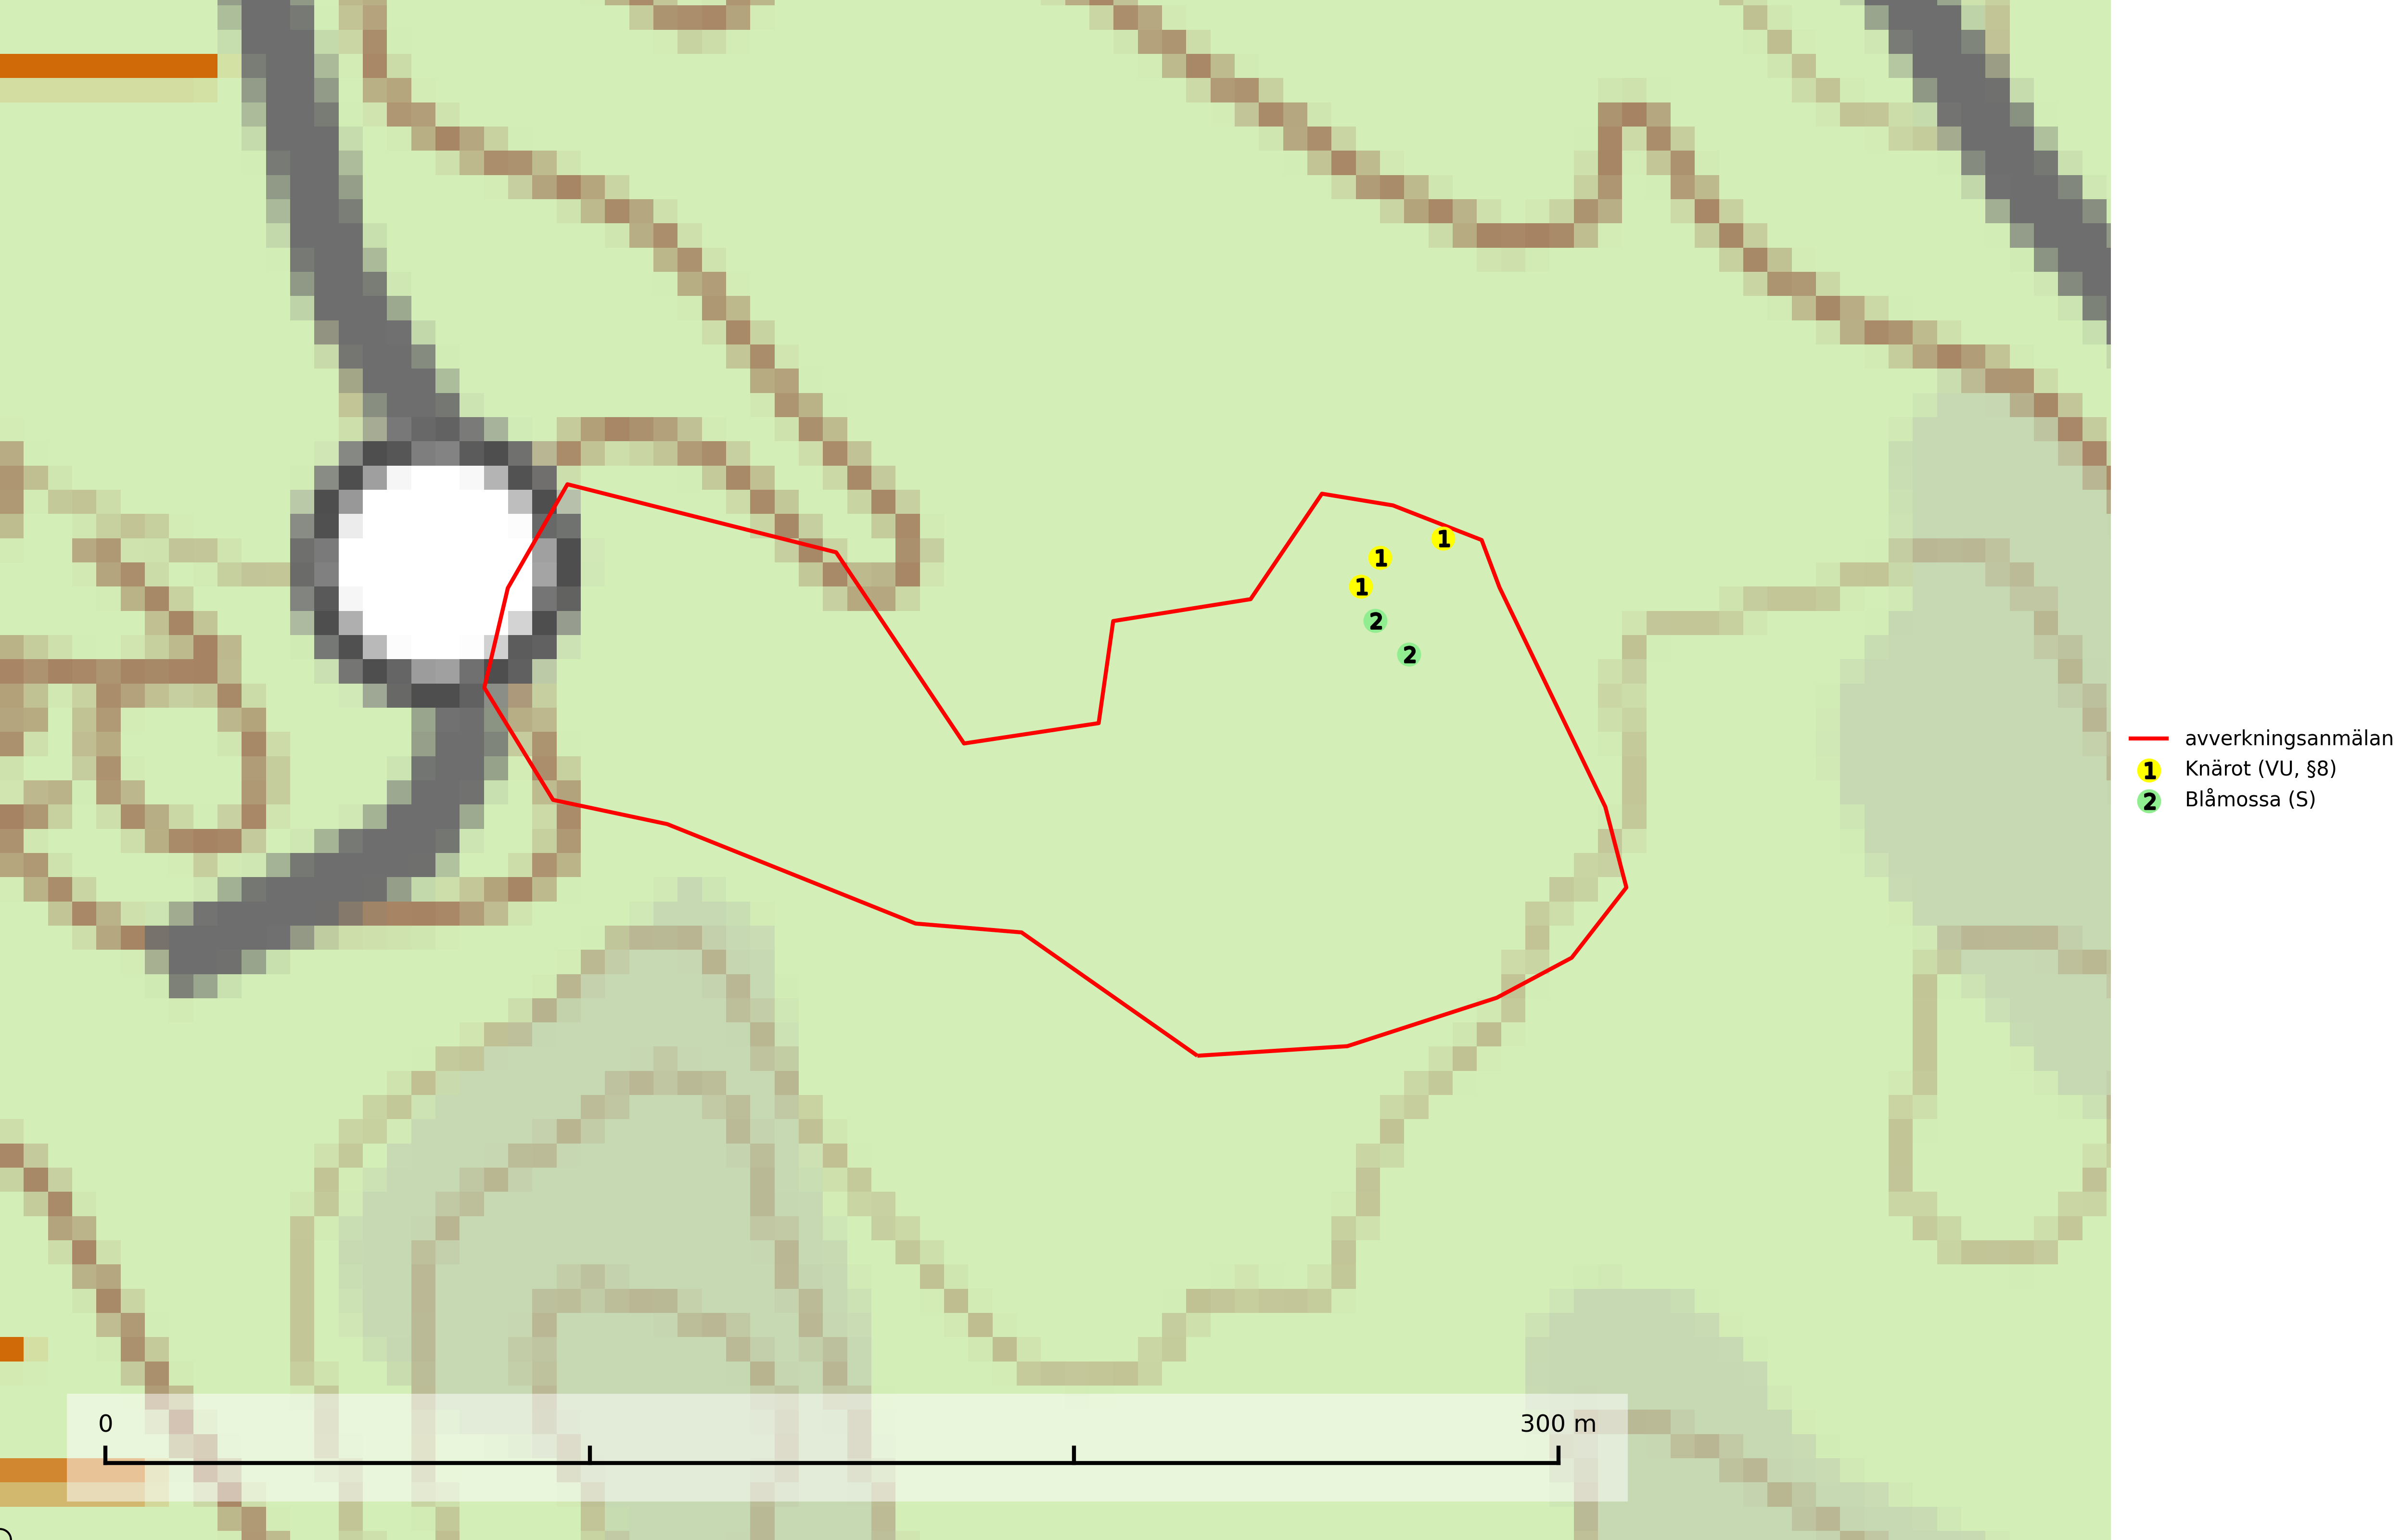 1
1
1
2
2
avverkningsanmälan
1 Knärot (VU, §8)
2 Blåmossa (S)
0 300 m